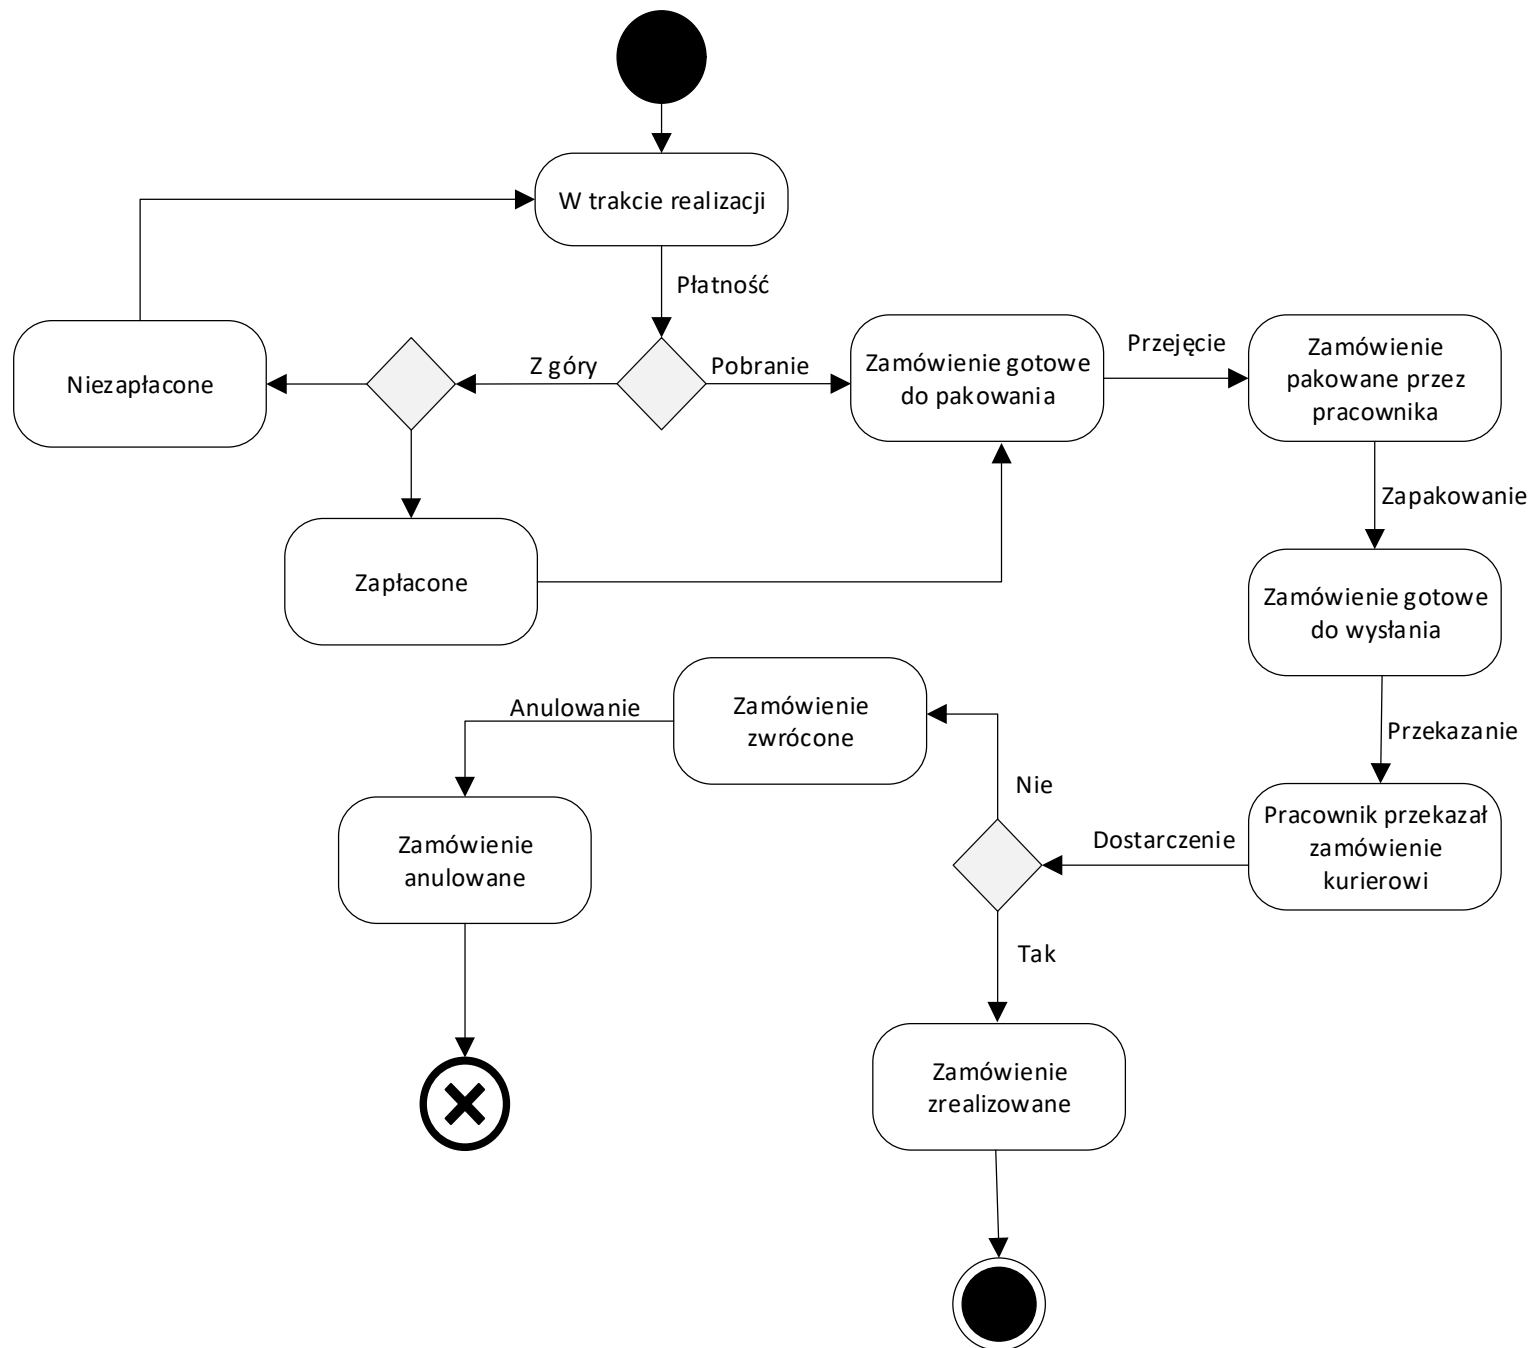 W trakcie realizacji
Płatność
Z góry
Pobranie
Niezapłacone
Zamówienie gotowe
do pakowania
Przejęcie
Zamówienie
pakowane przez
pracownika
Zapakowanie
Zapłacone
Zamówienie gotowe
do wysłania
Przekazanie
Pracownik przekazał
zamówienie
kurierowi
Dostarczenie
Nie
Zamówienie
zwrócone
Anulowanie
Zamówienie
anulowane
Tak
Zamówienie
zrealizowane